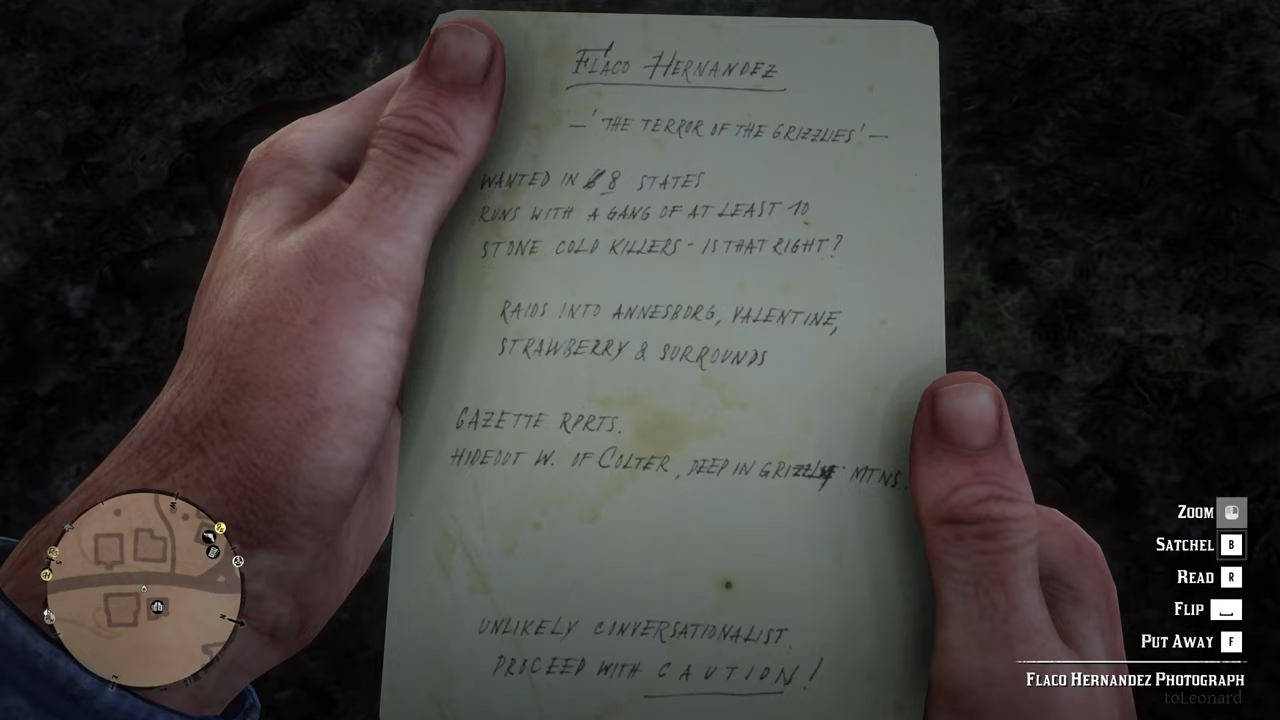 Flaco Hernandez
—'THE TERROR OF THE GRIZZLIES'—
WANTED IN 8 STATES
RUNS WITH A GANG OF AT LEAST 10
STONE COLD KILLERS - IS THAT RIGHT?
RAIDS INTO ANNESBURG, VALENTINE,
STRAWBERRY & SURROUNDS
GAZETTE RPRTS.
HIDEOUT W. OF COLTER, DEEP IN GRIZZLY MTNS.
UNLIKELY CONVERSATIONALIST.
PROCEED WITH CAUTION!
ZOOM
SATCHEL B
READ R
FLIP
PUT AWAY F
FLACO HERNANDEZ PHOTOGRAPH
toLeonard